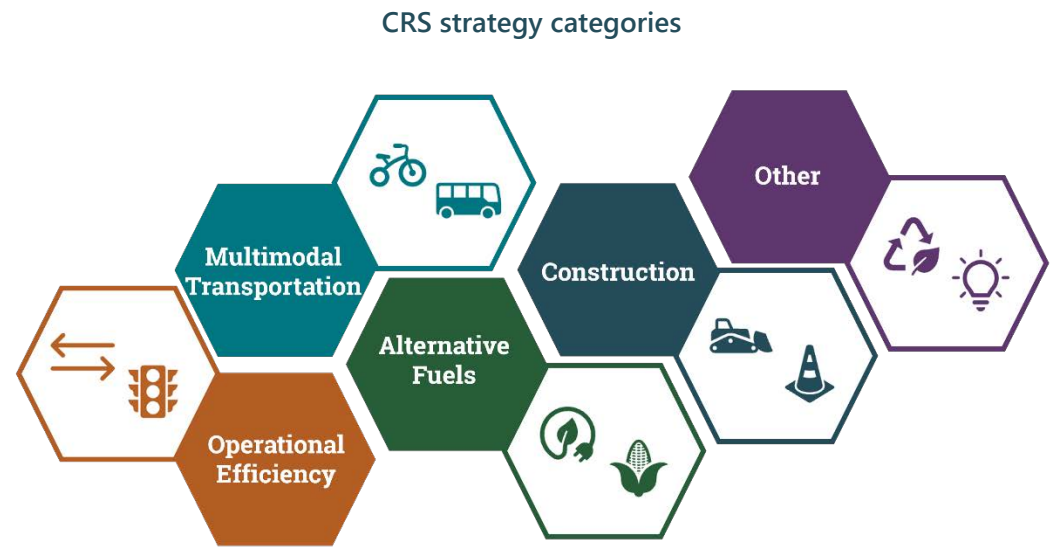 CRS strategy categories
Other
Multimodal
Transportation
Construction
Alternative
Fuels
Operational
Efficiency